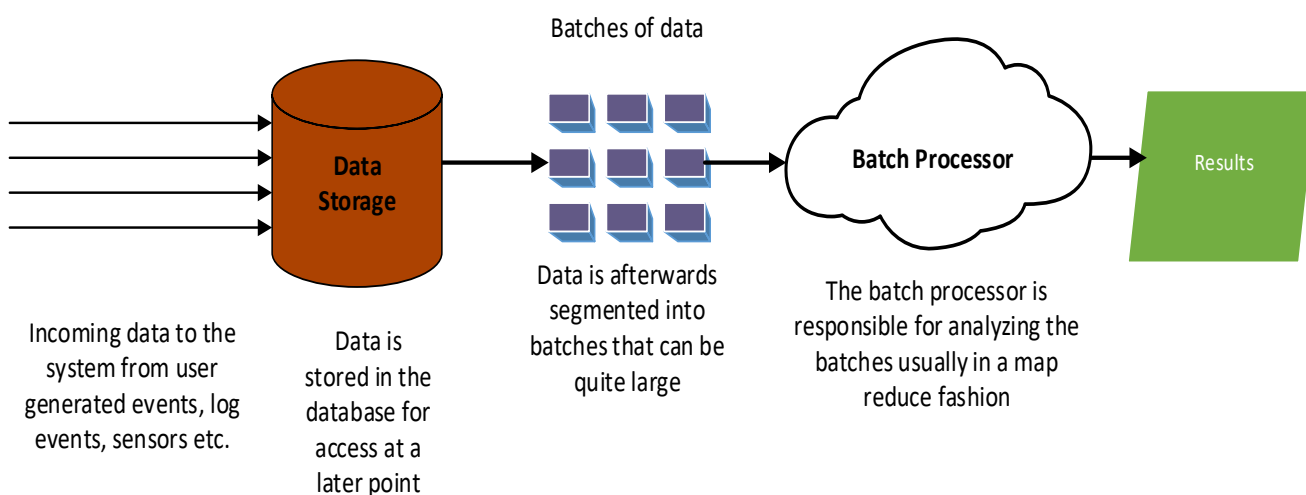 Batches of data
Data
Storage
Batch Processor
Results
Incoming data to the
system from user
generated events, log
events, sensors etc.
Data is
stored in the
database for
access at a
later point
Data is afterwards
segmented into
batches that can be
quite large
The batch processor is
responsible for analyzing the
batches usually in a map
reduce fashion